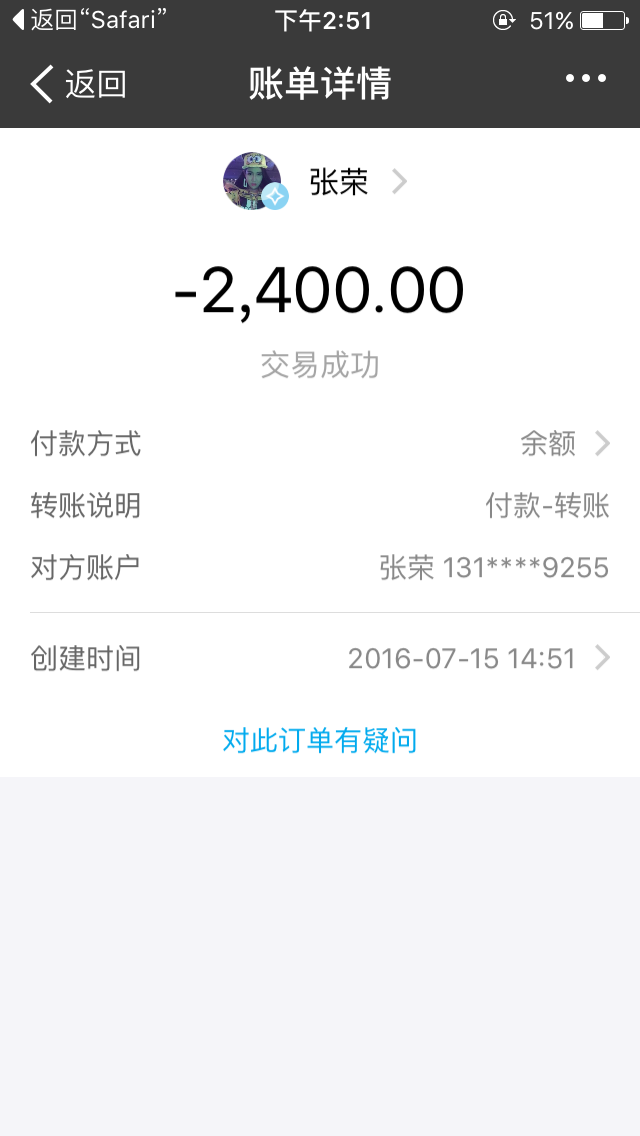 返回“Safari” 下午2:51 51%
返回 账单详情
张荣
-2,400.00
交易成功
付款方式 余额
转账说明 付款-转账
对方账户 张荣 131****9255
创建时间 2016-07-15 14:51
对此订单有疑问